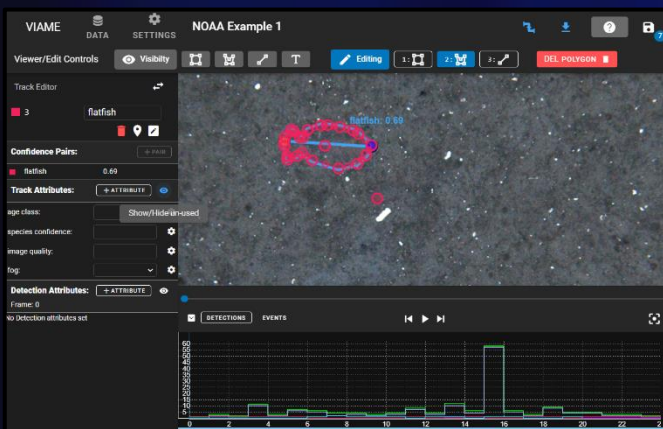 VIAME
DATA
SETTINGS
NOAA Example 1
7
Viewer/Edit Controls
Visibilty
T
Editing
1:
2:
3:
DEL POLYGON
Track Editor
3
flatfish
flatfish: 0.69
Confidence Pairs:
+ PAIR
flatfish 0.69
Track Attributes:
+ ATTRIBUTE
Show/Hide un-used
age class:
species confidence:
image quality:
fog:
Detection Attributes:
+ ATTRIBUTE
Frame: 0
No Detection attributes set
DETECTIONS
EVENTS
60
55
50
45
40
35
30
25
20
15
10
5
0 2 4 6 8 10 12 14 16 18 20 22